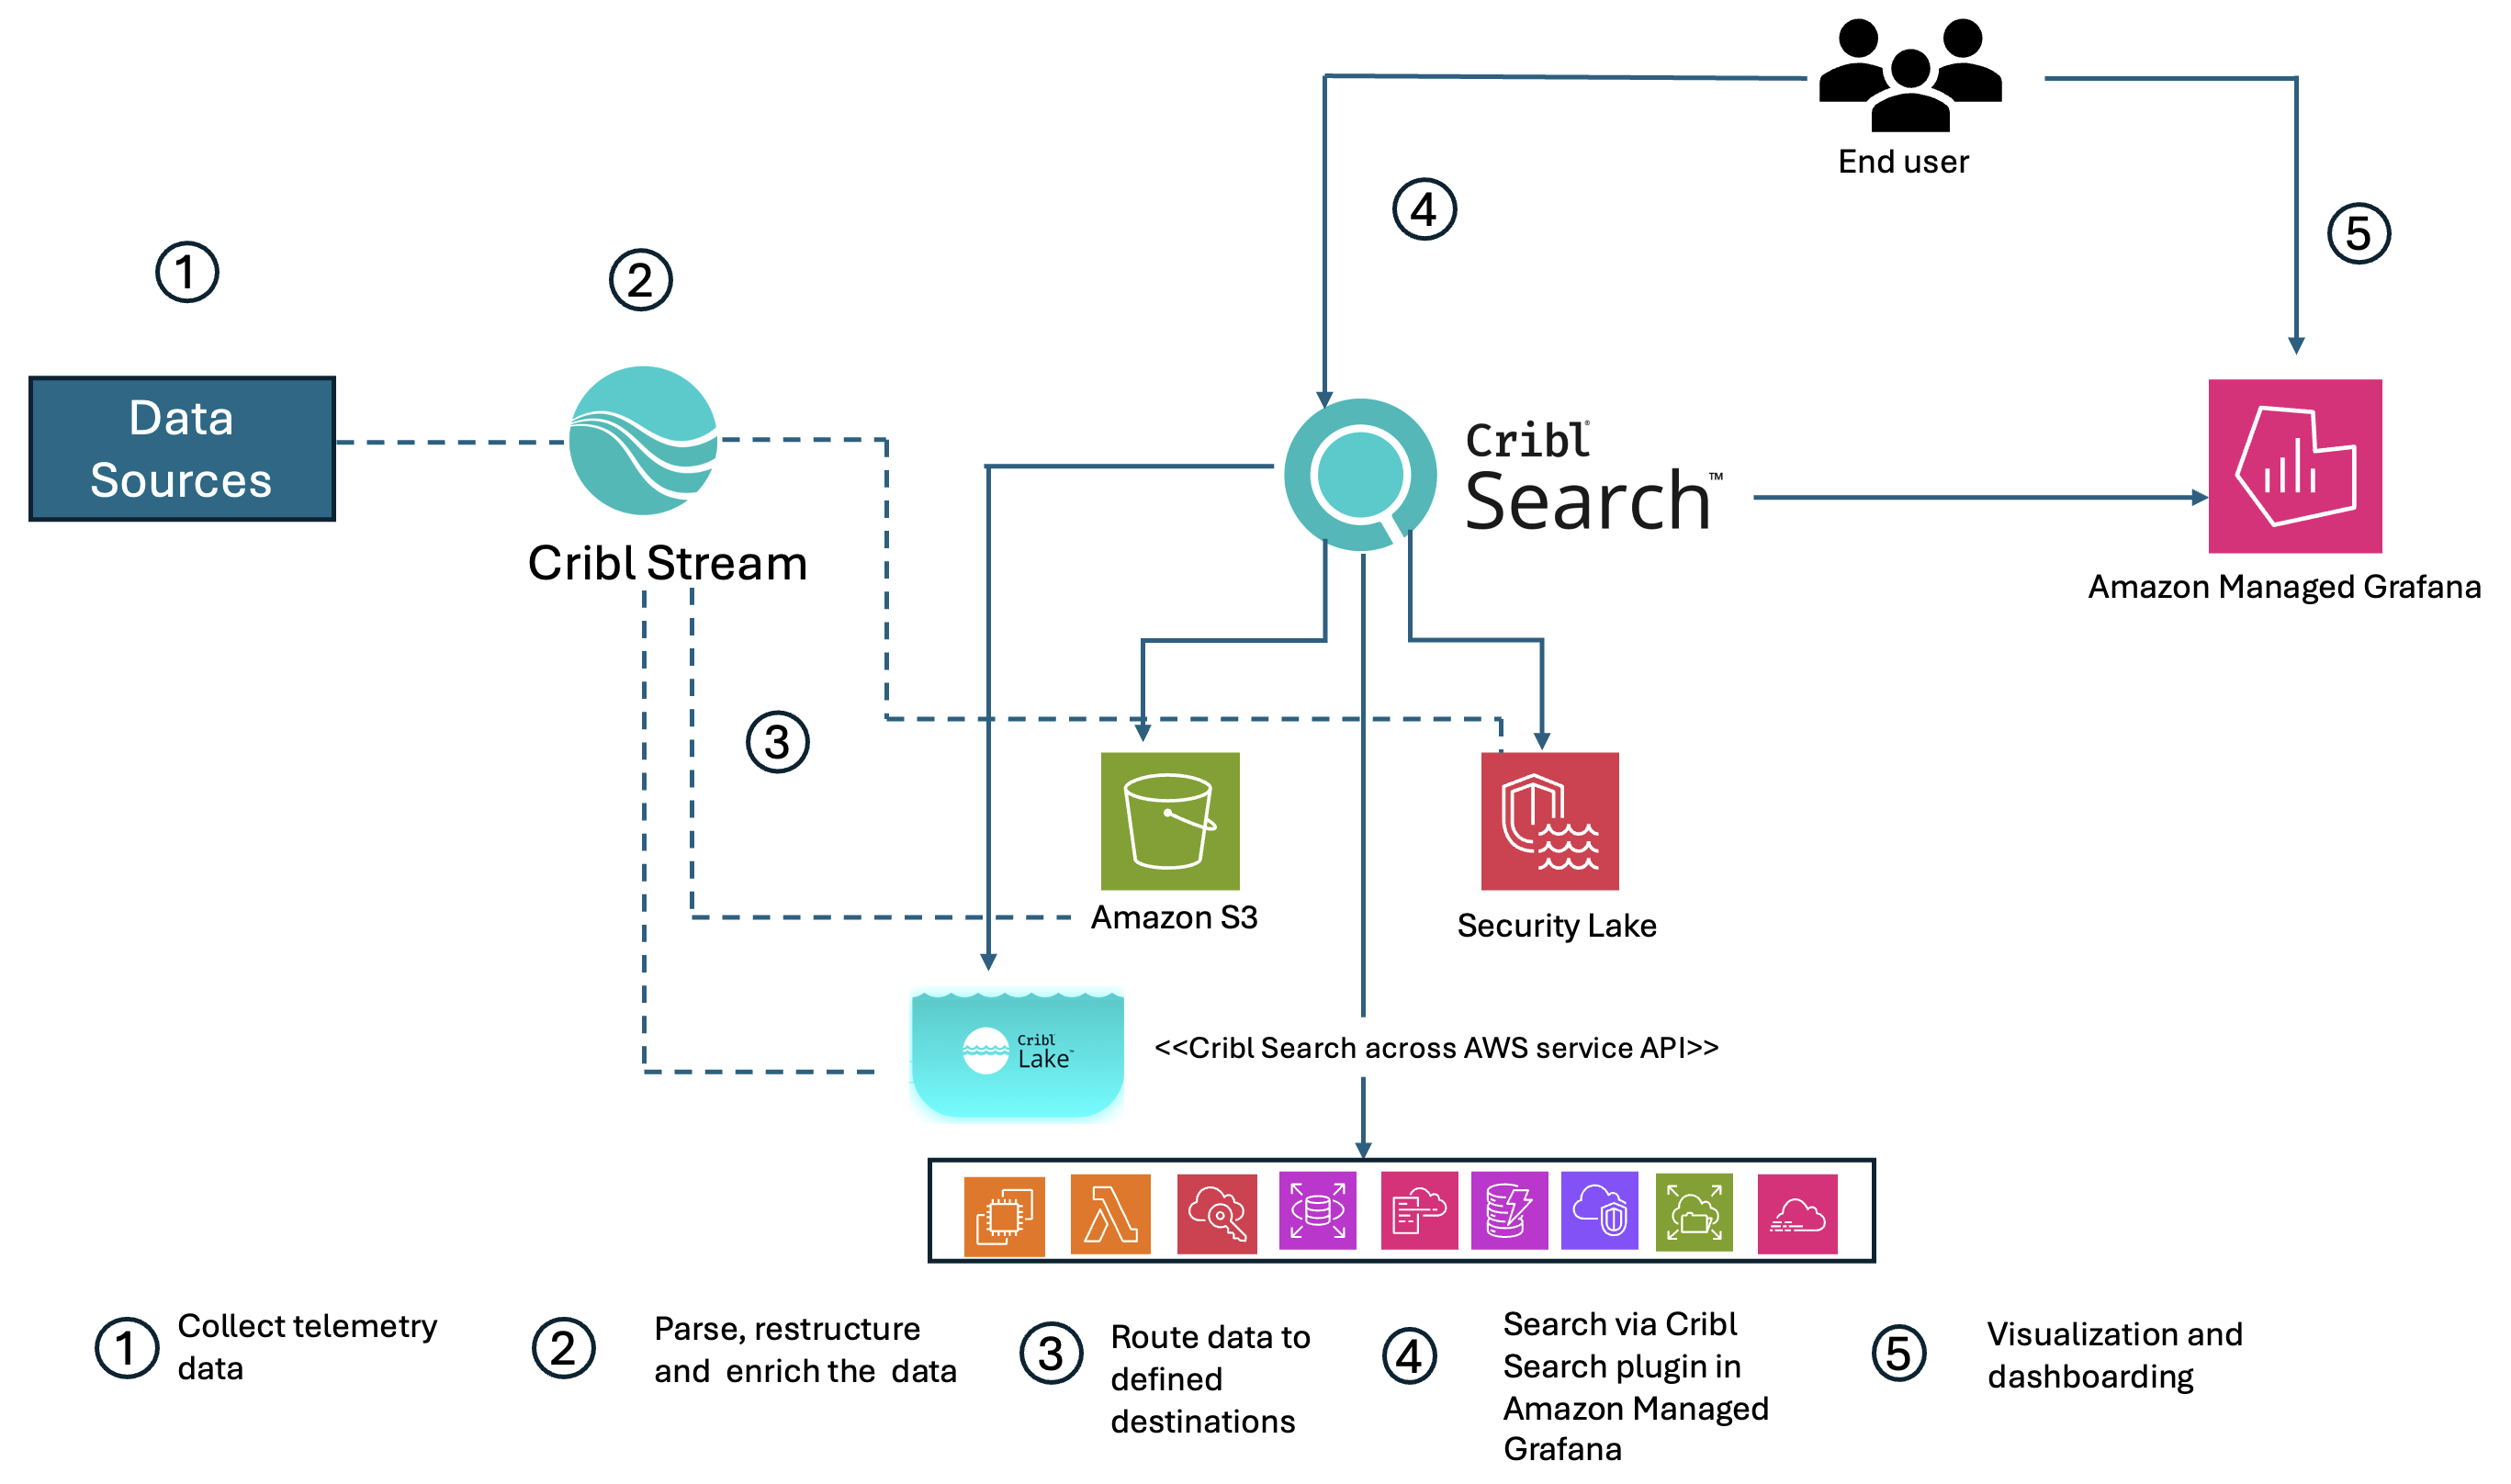 End user
4
5
1
2
Data
Sources
Cribl Stream
Cribl®
Search™
Amazon Managed Grafana
3
Amazon S3
Security Lake
Cribl
Lake™
<<Cribl Search across AWS service API>>
1
Collect telemetry
data
2
Parse, restructure
and enrich the data
3
Route data to
defined
destinations
4
Search via Cribl
Search plugin in
Amazon Managed
Grafana
5
Visualization and
dashboarding